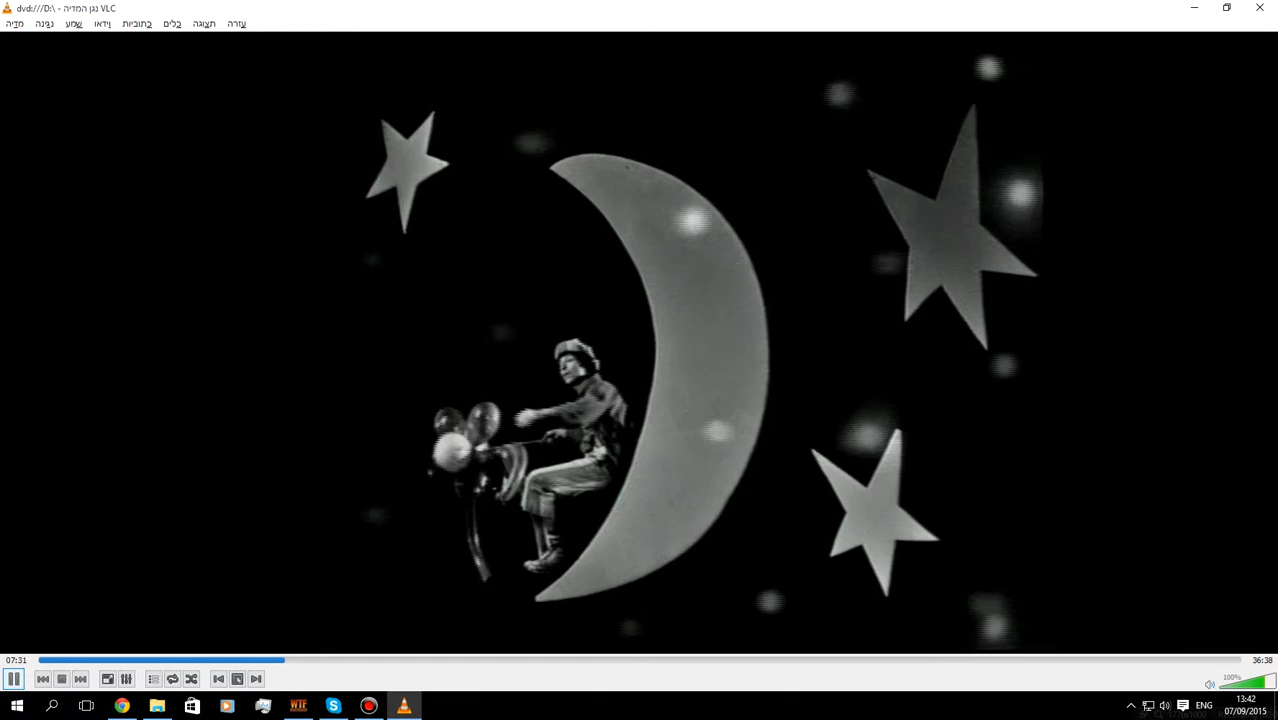 dvd:///D:\ - נגן המדיה VLC
מדיה נגינה שמע וידאו כתוביות כלים תצוגה עזרה
07:31 36:38
100%
WTF ENG 13:42
07/09/2015